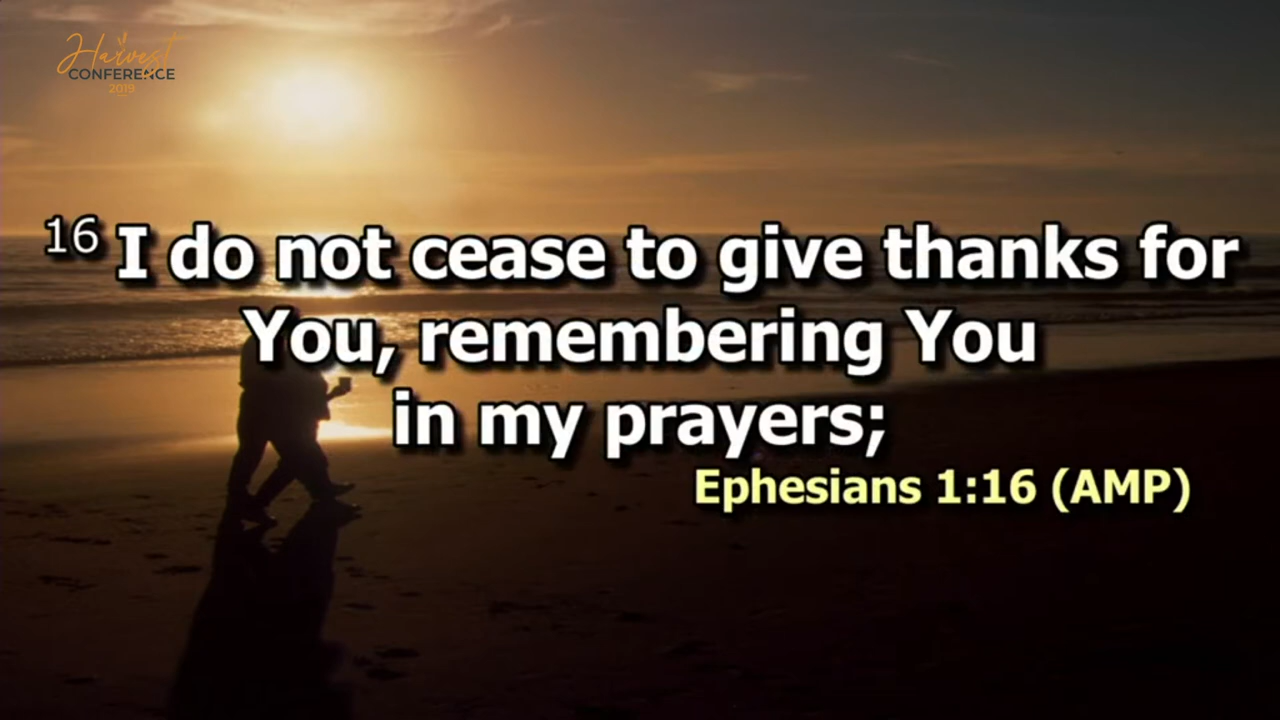 Harvest
CONFERENCE
2019
16 I do not cease to give thanks for
You, remembering You
in my prayers;
Ephesians 1:16 (AMP)